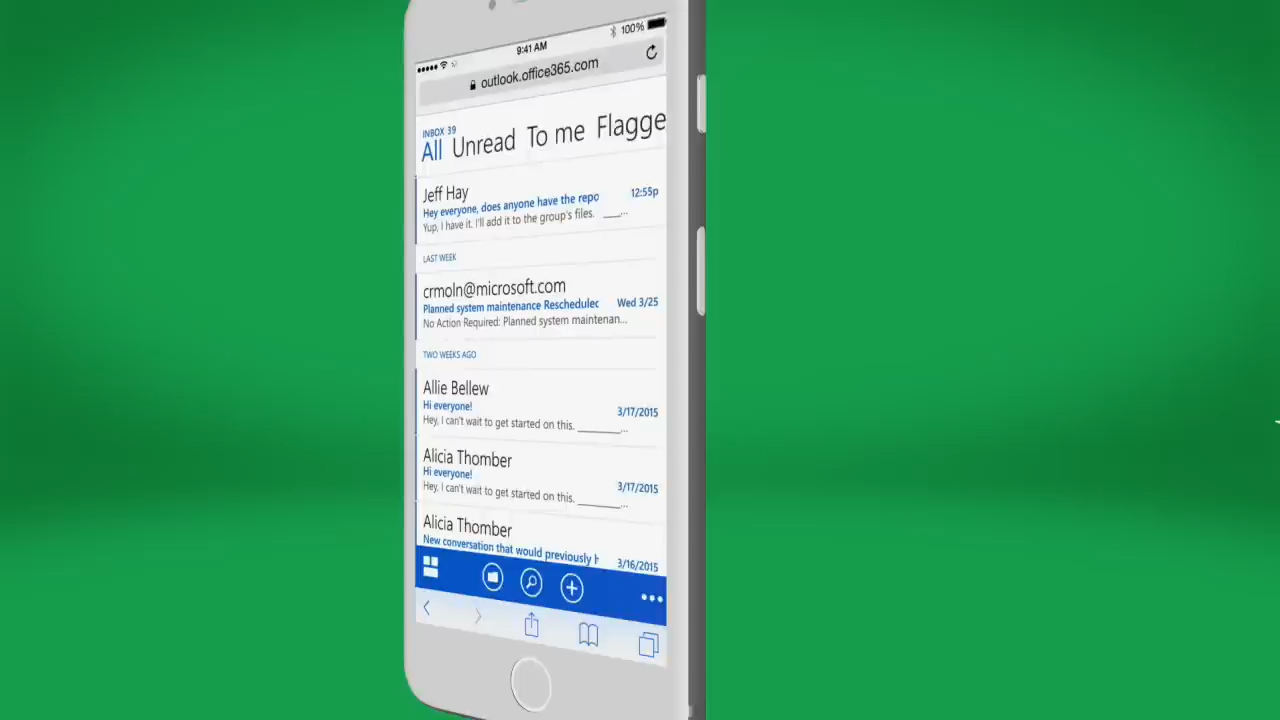 9:41 AM
100%
outlook.office365.com
INBOX 39
All Unread To me Flagge
Jeff Hay
Hey everyone, does anyone have the repo 12:55p
Yup, I have it. I'll add it to the group's files. ____...
LAST WEEK
crmoln@microsoft.com
Planned system maintenance Reschedulec Wed 3/25
No Action Required: Planned system maintenan...
TWO WEEKS AGO
Allie Bellew
Hi everyone! 3/17/2015
Hey, I can't wait to get started on this. __________...
Alicia Thomber
Hi everyone! 3/17/2015
Hey, I can't wait to get started on this. __________...
Alicia Thomber
New conversation that would previously h 3/16/2015